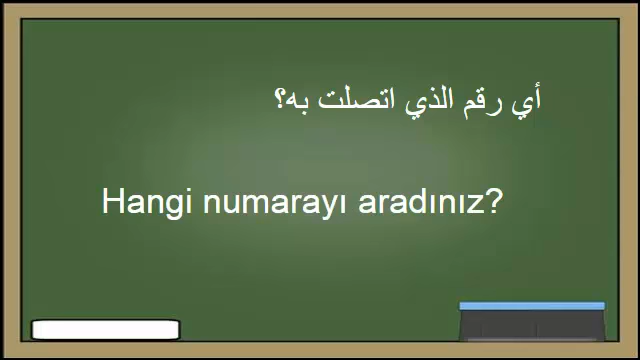 أي رقم الذي اتصلت به؟
Hangi numarayı aradınız?